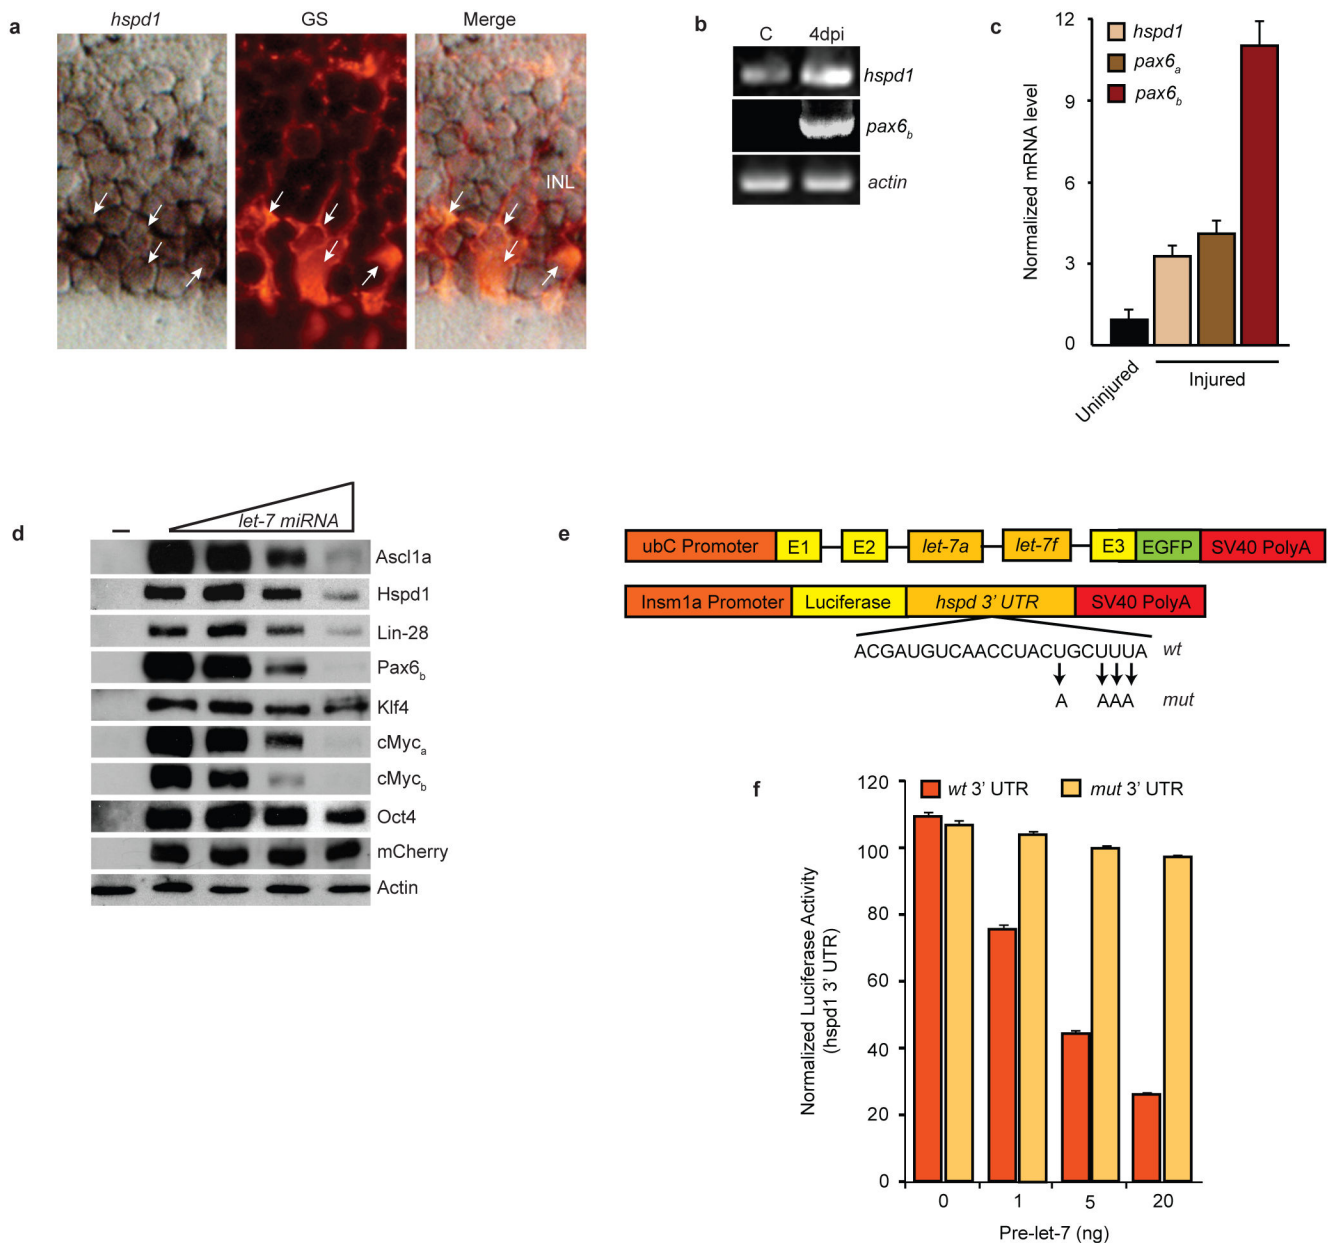 a
hspd1 GS Merge
INL
b
C 4dpi
hspd1
pax6b
actin
c
12
9
6
3
0
Normalized mRNA level
hspd1
pax6a
pax6b
Uninjured
Injured
d
– let-7 miRNA
Ascl1a
Hspd1
Lin-28
Pax6b
Klf4
cMyca
cMycb
Oct4
mCherry
Actin
e
ubC Promoter E1 E2 let-7a let-7f E3 EGFP SV40 PolyA
Insm1a Promoter Luciferase hspd 3' UTR SV40 PolyA
ACGAUGUCAACCUACUGCUUUA wt
A AAA mut
f
wt 3' UTR mut 3' UTR
120
100
80
60
40
20
0
Normalized Luciferase Activity
(hspd1 3' UTR)
0 1 5 20
Pre-let-7 (ng)